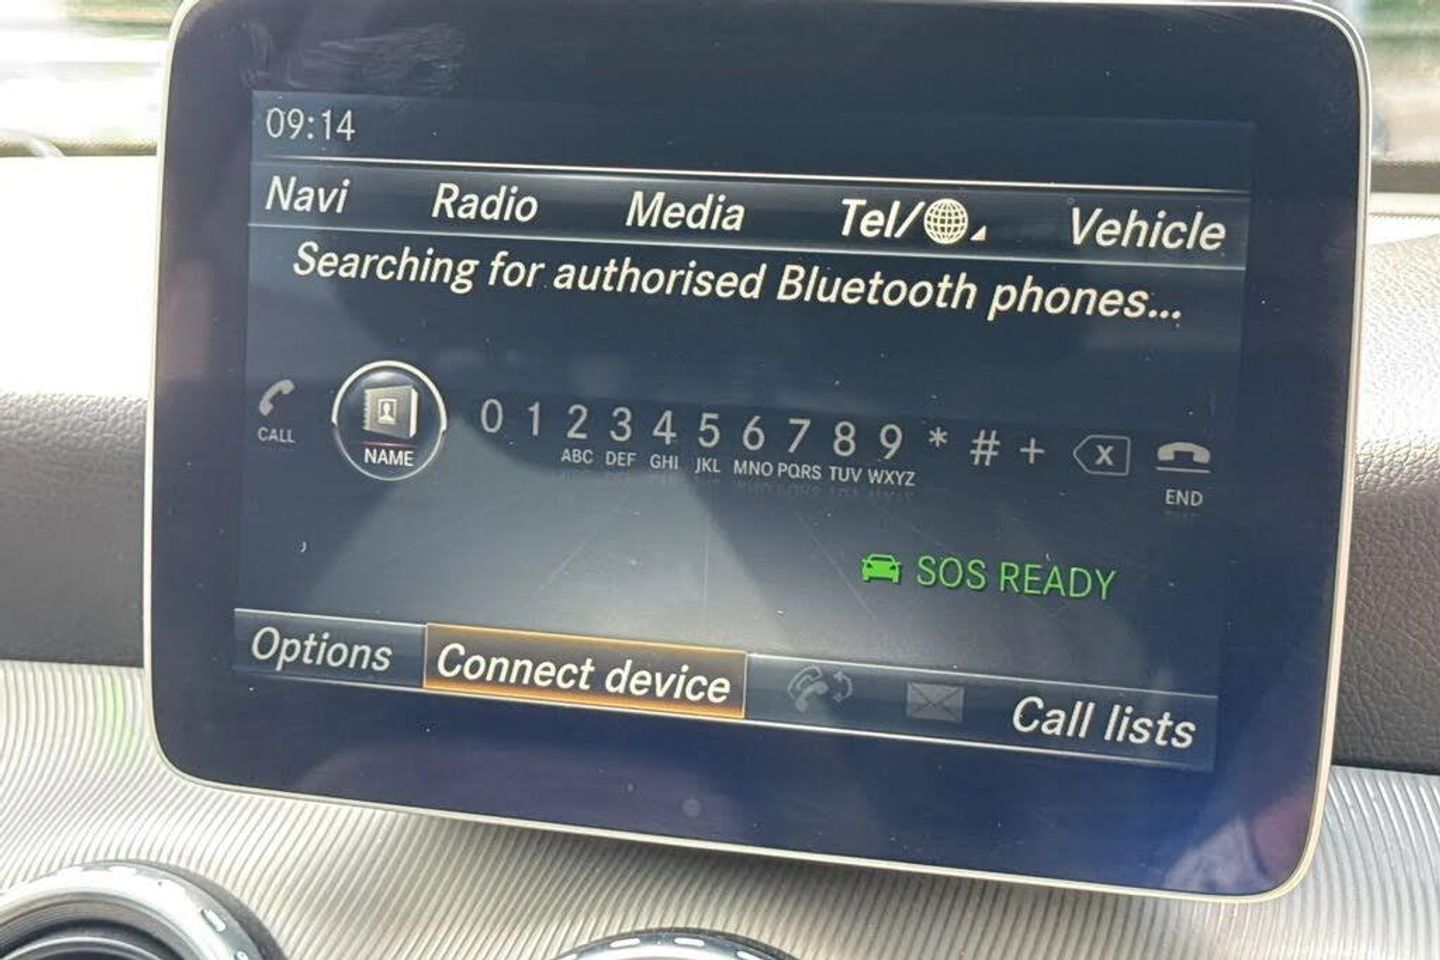 09:14
Navi Radio Media Tel/ Vehicle
Searching for authorised Bluetooth phones...
0 1 2 3 4 5 6 7 8 9 * # + X
CALL NAME ABC DEF GHI JKL MNO PQRS TUV WXYZ END
SOS READY
Options Connect device Call lists